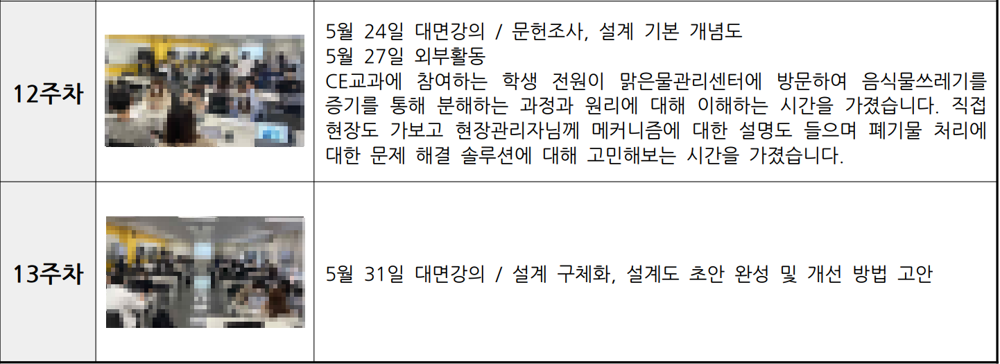 12주차
5월 24일 대면강의 / 문헌조사, 설계 기본 개념도
5월 27일 외부활동
CE교과에 참여하는 학생 전원이 맑은물관리센터에 방문하여 음식물쓰레기를
증기를 통해 분해하는 과정과 원리에 대해 이해하는 시간을 가졌습니다. 직접
현장도 가보고 현장관리자님께 메커니즘에 대한 설명도 들으며 폐기물 처리에
대한 문제 해결 솔루션에 대해 고민해보는 시간을 가졌습니다.
13주차
5월 31일 대면강의 / 설계 구체화, 설계도 초안 완성 및 개선 방법 고안